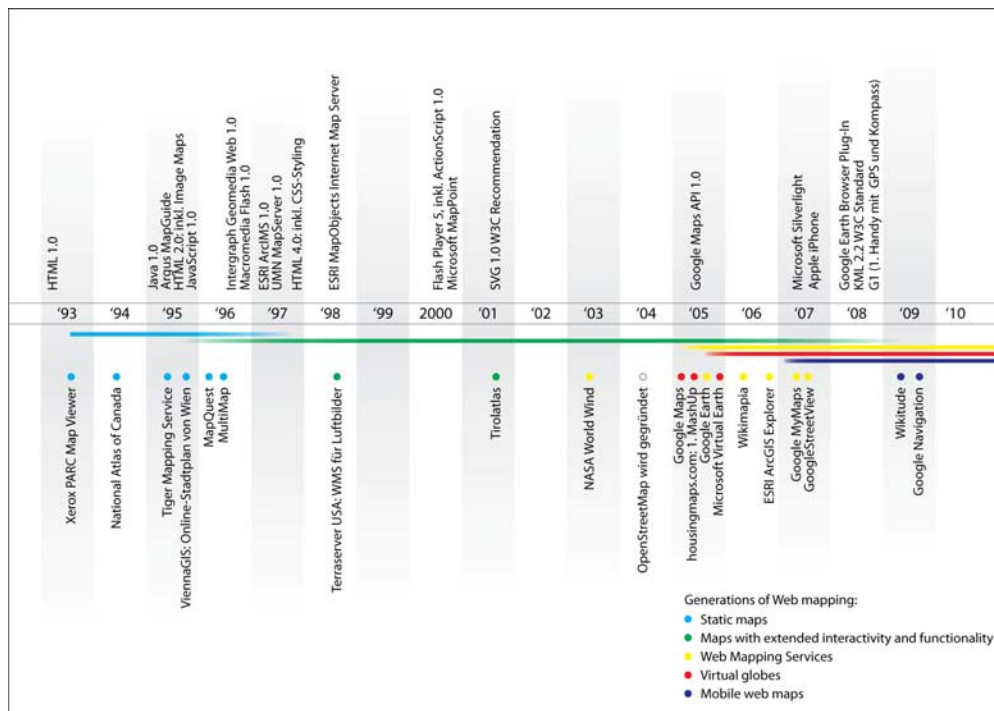 HTML 1.0
Java 1.0
Argus MapGuide
HTML 2.0: inkl. Image Maps
JavaScript 1.0
Intergraph Geomedia Web 1.0
Macromedia Flash 1.0
ESRI ArcIMS 1.0
UMN MapServer 1.0
HTML 4.0: inkl. CSS-Styling
ESRI MapObjects Internet Map Server
Flash Player 5, inkl. ActionScript 1.0
Microsoft MapPoint
SVG 1.0 W3C Recommendation
Google Maps API 1.0
Microsoft Silverlight
Apple iPhone
Google Earth Browser Plug-In
KML 2.2 W3C Standard
G1 (1. Handy mit GPS und Kompass)
'93 '94 '95 '96 '97 '98 '99 2000 '01 '02 '03 '04 '05 '06 '07 '08 '09 '10
Xerox PARC Map Viewer
National Atlas of Canada
Tiger Mapping Service
ViennaGIS: Online-Stadtplan von Wien
MapQuest
MultiMap
Terraserver USA: WMS für Luftbilder
Tirolatlas
NASA World Wind
OpenStreetMap wird gegründet
Google Maps
housingmaps.com: 1. MashUp
Google Earth
Microsoft Virtual Earth
Wikimapia
ESRI ArcGIS Explorer
Google MyMaps
GoogleStreetView
Wikitude
Google Navigation
Generations of Web mapping:
Static maps
Maps with extended interactivity and functionality
Web Mapping Services
Virtual globes
Mobile web maps